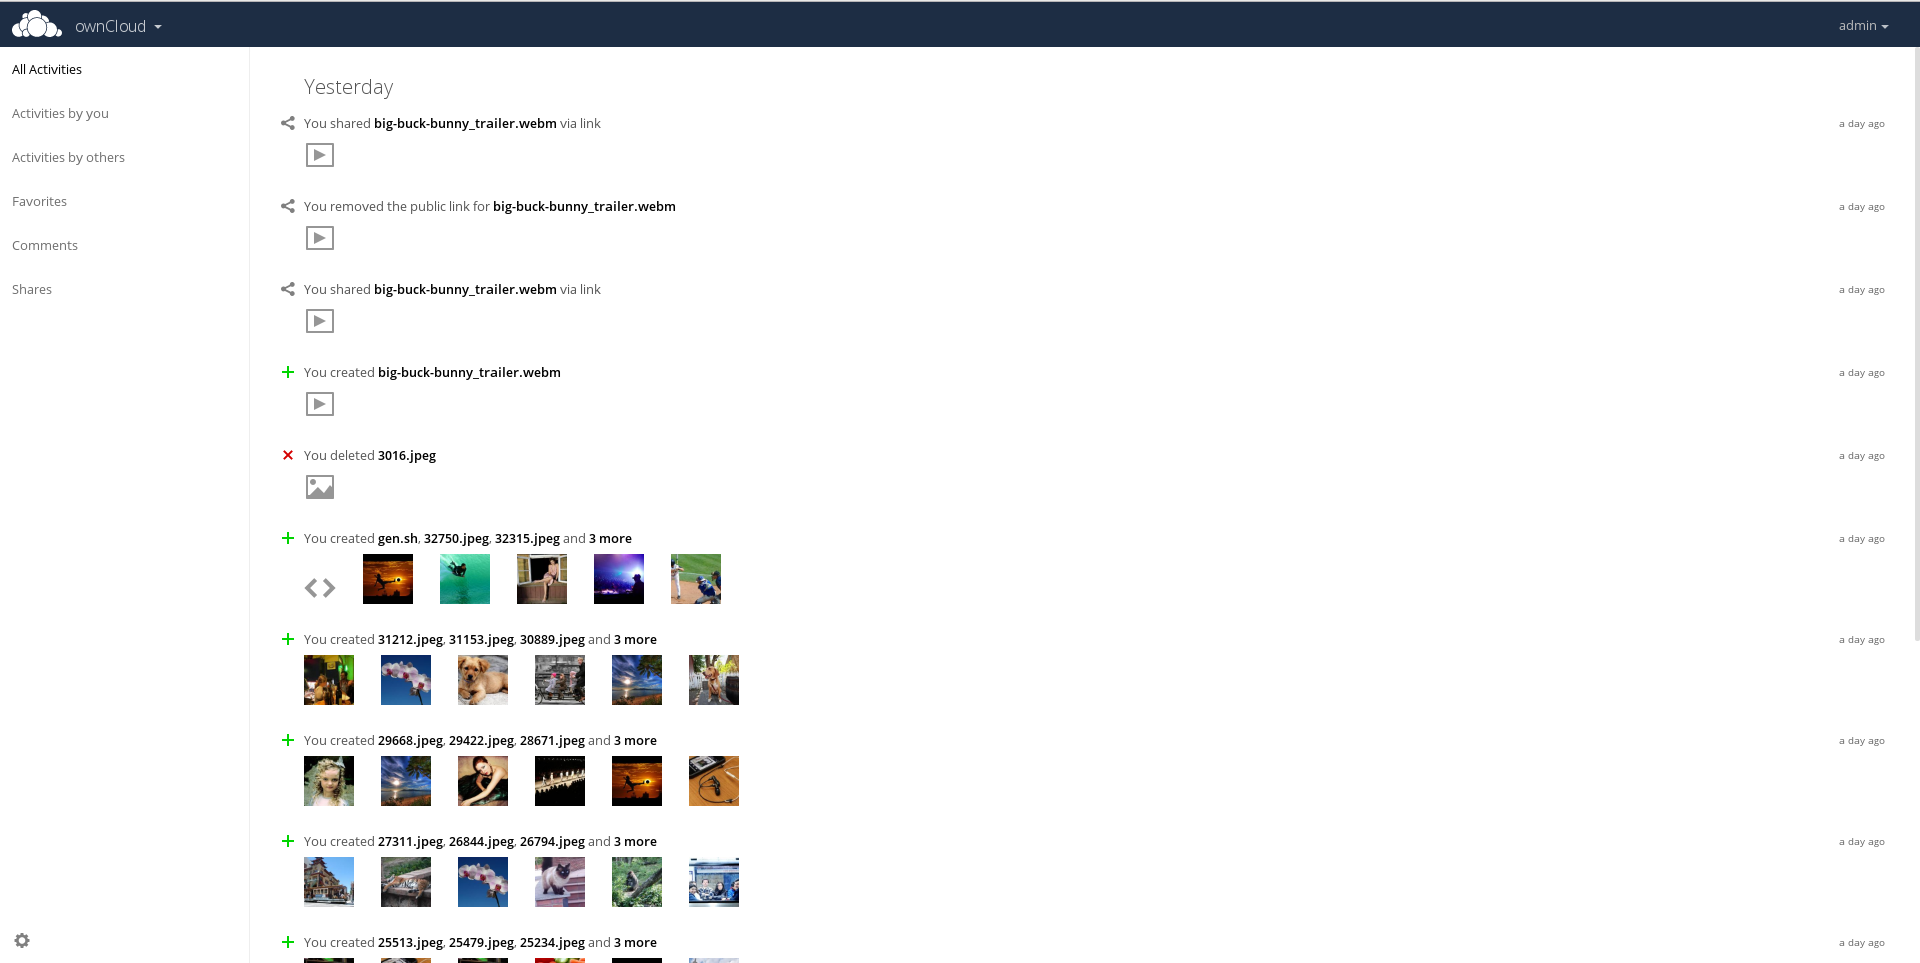 ownCloud
admin
All Activities
Activities by you
Activities by others
Favorites
Comments
Shares
Yesterday
You shared big-buck-bunny_trailer.webm via link a day ago
You removed the public link for big-buck-bunny_trailer.webm a day ago
You shared big-buck-bunny_trailer.webm via link a day ago
You created big-buck-bunny_trailer.webm a day ago
You deleted 3016.jpeg a day ago
You created gen.sh, 32750.jpeg, 32315.jpeg and 3 more a day ago
You created 31212.jpeg, 31153.jpeg, 30889.jpeg and 3 more a day ago
You created 29668.jpeg, 29422.jpeg, 28671.jpeg and 3 more a day ago
You created 27311.jpeg, 26844.jpeg, 26794.jpeg and 3 more a day ago
You created 25513.jpeg, 25479.jpeg, 25234.jpeg and 3 more a day ago